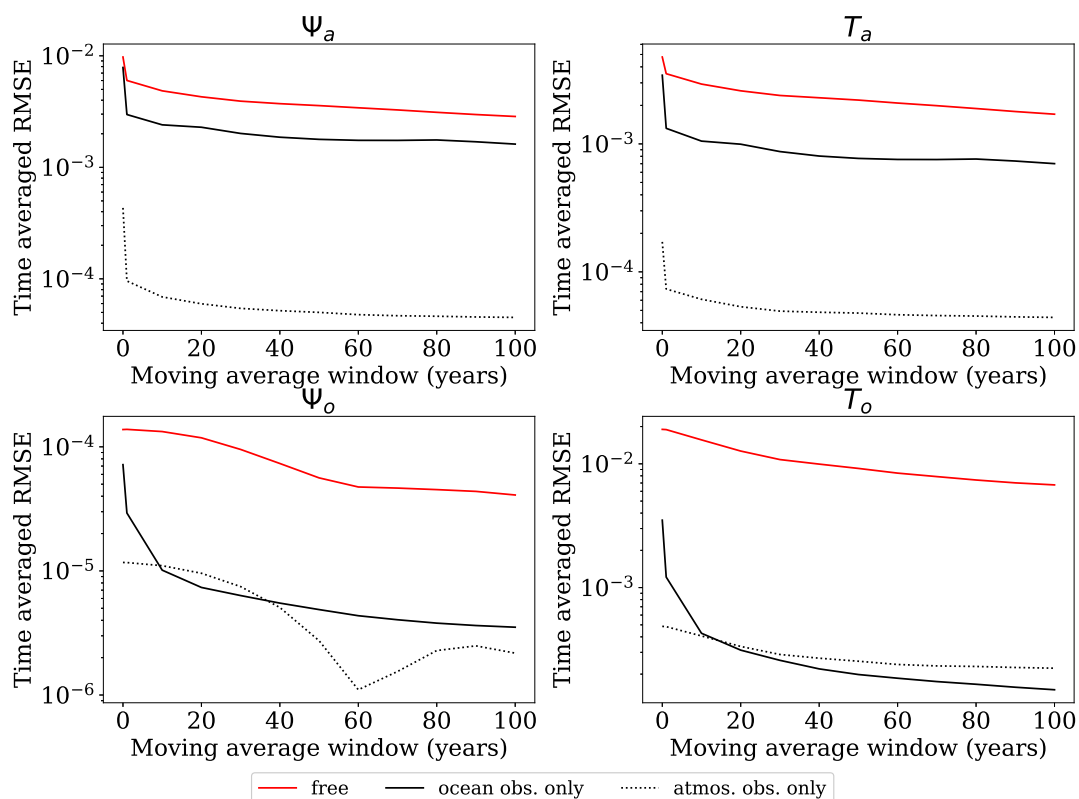 Ψa Ta
Time averaged RMSE
10⁻²
10⁻³
10⁻⁴
0 20 40 60 80 100
Moving average window (years)
Time averaged RMSE
10⁻³
10⁻⁴
0 20 40 60 80 100
Moving average window (years)
Ψo To
Time averaged RMSE
10⁻⁴
10⁻⁵
10⁻⁶
0 20 40 60 80 100
Moving average window (years)
Time averaged RMSE
10⁻²
10⁻³
0 20 40 60 80 100
Moving average window (years)
free ocean obs. only atmos. obs. only